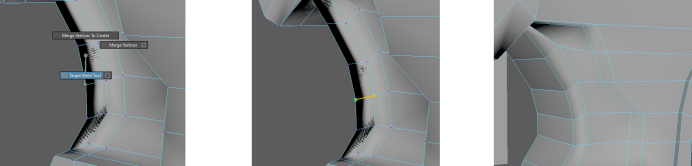 Merge Vertices To Center
Merge Vertices
Target Weld Tool